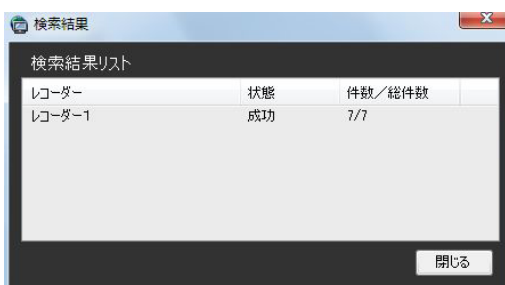 検索結果
検索結果リスト
レコーダー 状態 件数／総件数
レコーダー1 成功 7/7
閉じる